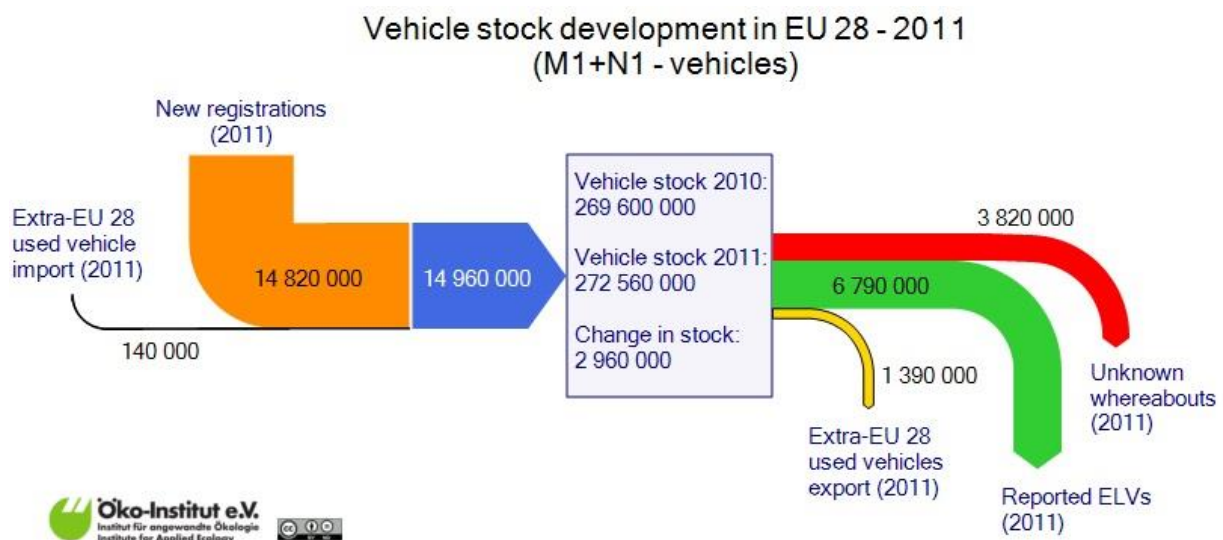 Vehicle stock development in EU 28 - 2011
(M1+N1 - vehicles)
New registrations
(2011)
Extra-EU 28
used vehicle
import (2011)
140 000
14 820 000
14 960 000
Vehicle stock 2010:
269 600 000
Vehicle stock 2011:
272 560 000
Change in stock:
2 960 000
3 820 000
6 790 000
1 390 000
Unknown
whereabouts
(2011)
Extra-EU 28
used vehicles
export (2011)
Reported ELVs
(2011)
Öko-Institut e.V.
Institut für angewandte Ökologie
Institute for Applied Ecology
cc